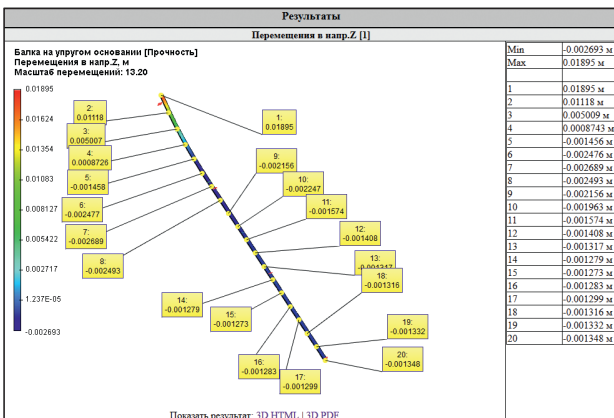 Результаты
Перемещения в напр.Z [1]
Балка на упругом основании [Прочность]
Перемещения в напр.Z, м
Масштаб перемещений: 13.20
0.01895
0.01624
0.01354
0.01083
0.008127
0.005422
0.002717
1.237E-05
-0.002693
1:
0.01895
2:
0.01118
3:
0.005007
4:
0.0008726
5:
-0.001458
6:
-0.002477
7:
-0.002689
8:
-0.002493
9:
-0.002156
10:
-0.002247
11:
-0.001574
12:
-0.001408
13:
-0.001317
18:
-0.001316
14:
-0.001279
15:
-0.001273
16:
-0.001283
17:
-0.001299
19:
-0.001332
20:
-0.001348
Min -0.002693 м
Max 0.01895 м
1 0.01895 м
2 0.01118 м
3 0.005009 м
4 0.0008743 м
5 -0.001456 м
6 -0.002476 м
7 -0.002689 м
8 -0.002493 м
9 -0.002156 м
10 -0.001963 м
11 -0.001574 м
12 -0.001408 м
13 -0.001317 м
14 -0.001279 м
15 -0.001273 м
16 -0.001283 м
17 -0.001299 м
18 -0.001316 м
19 -0.001332 м
20 -0.001348 м
Показать результат: 3D HTML | 3D PDF